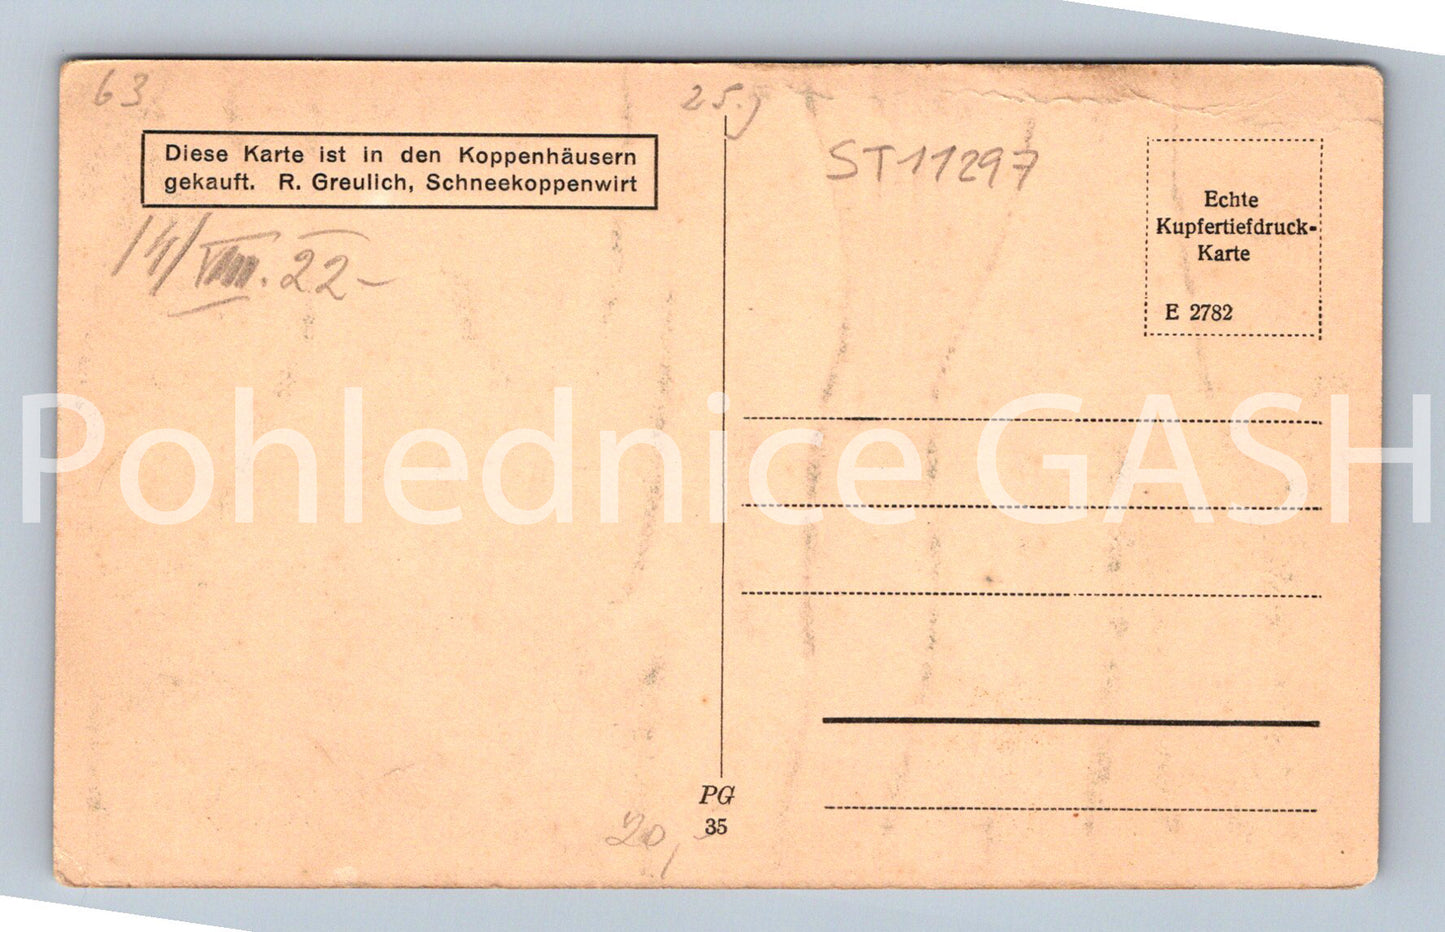 63
25.
Diese Karte ist in den Koppenhäusern
gekauft. R. Greulich, Schneekoppenwirt
14/VIII. 22-
ST11297
Echte
Kupfertiefdruck-
Karte
E 2782
Pohlednice GASH
PG
35
20,